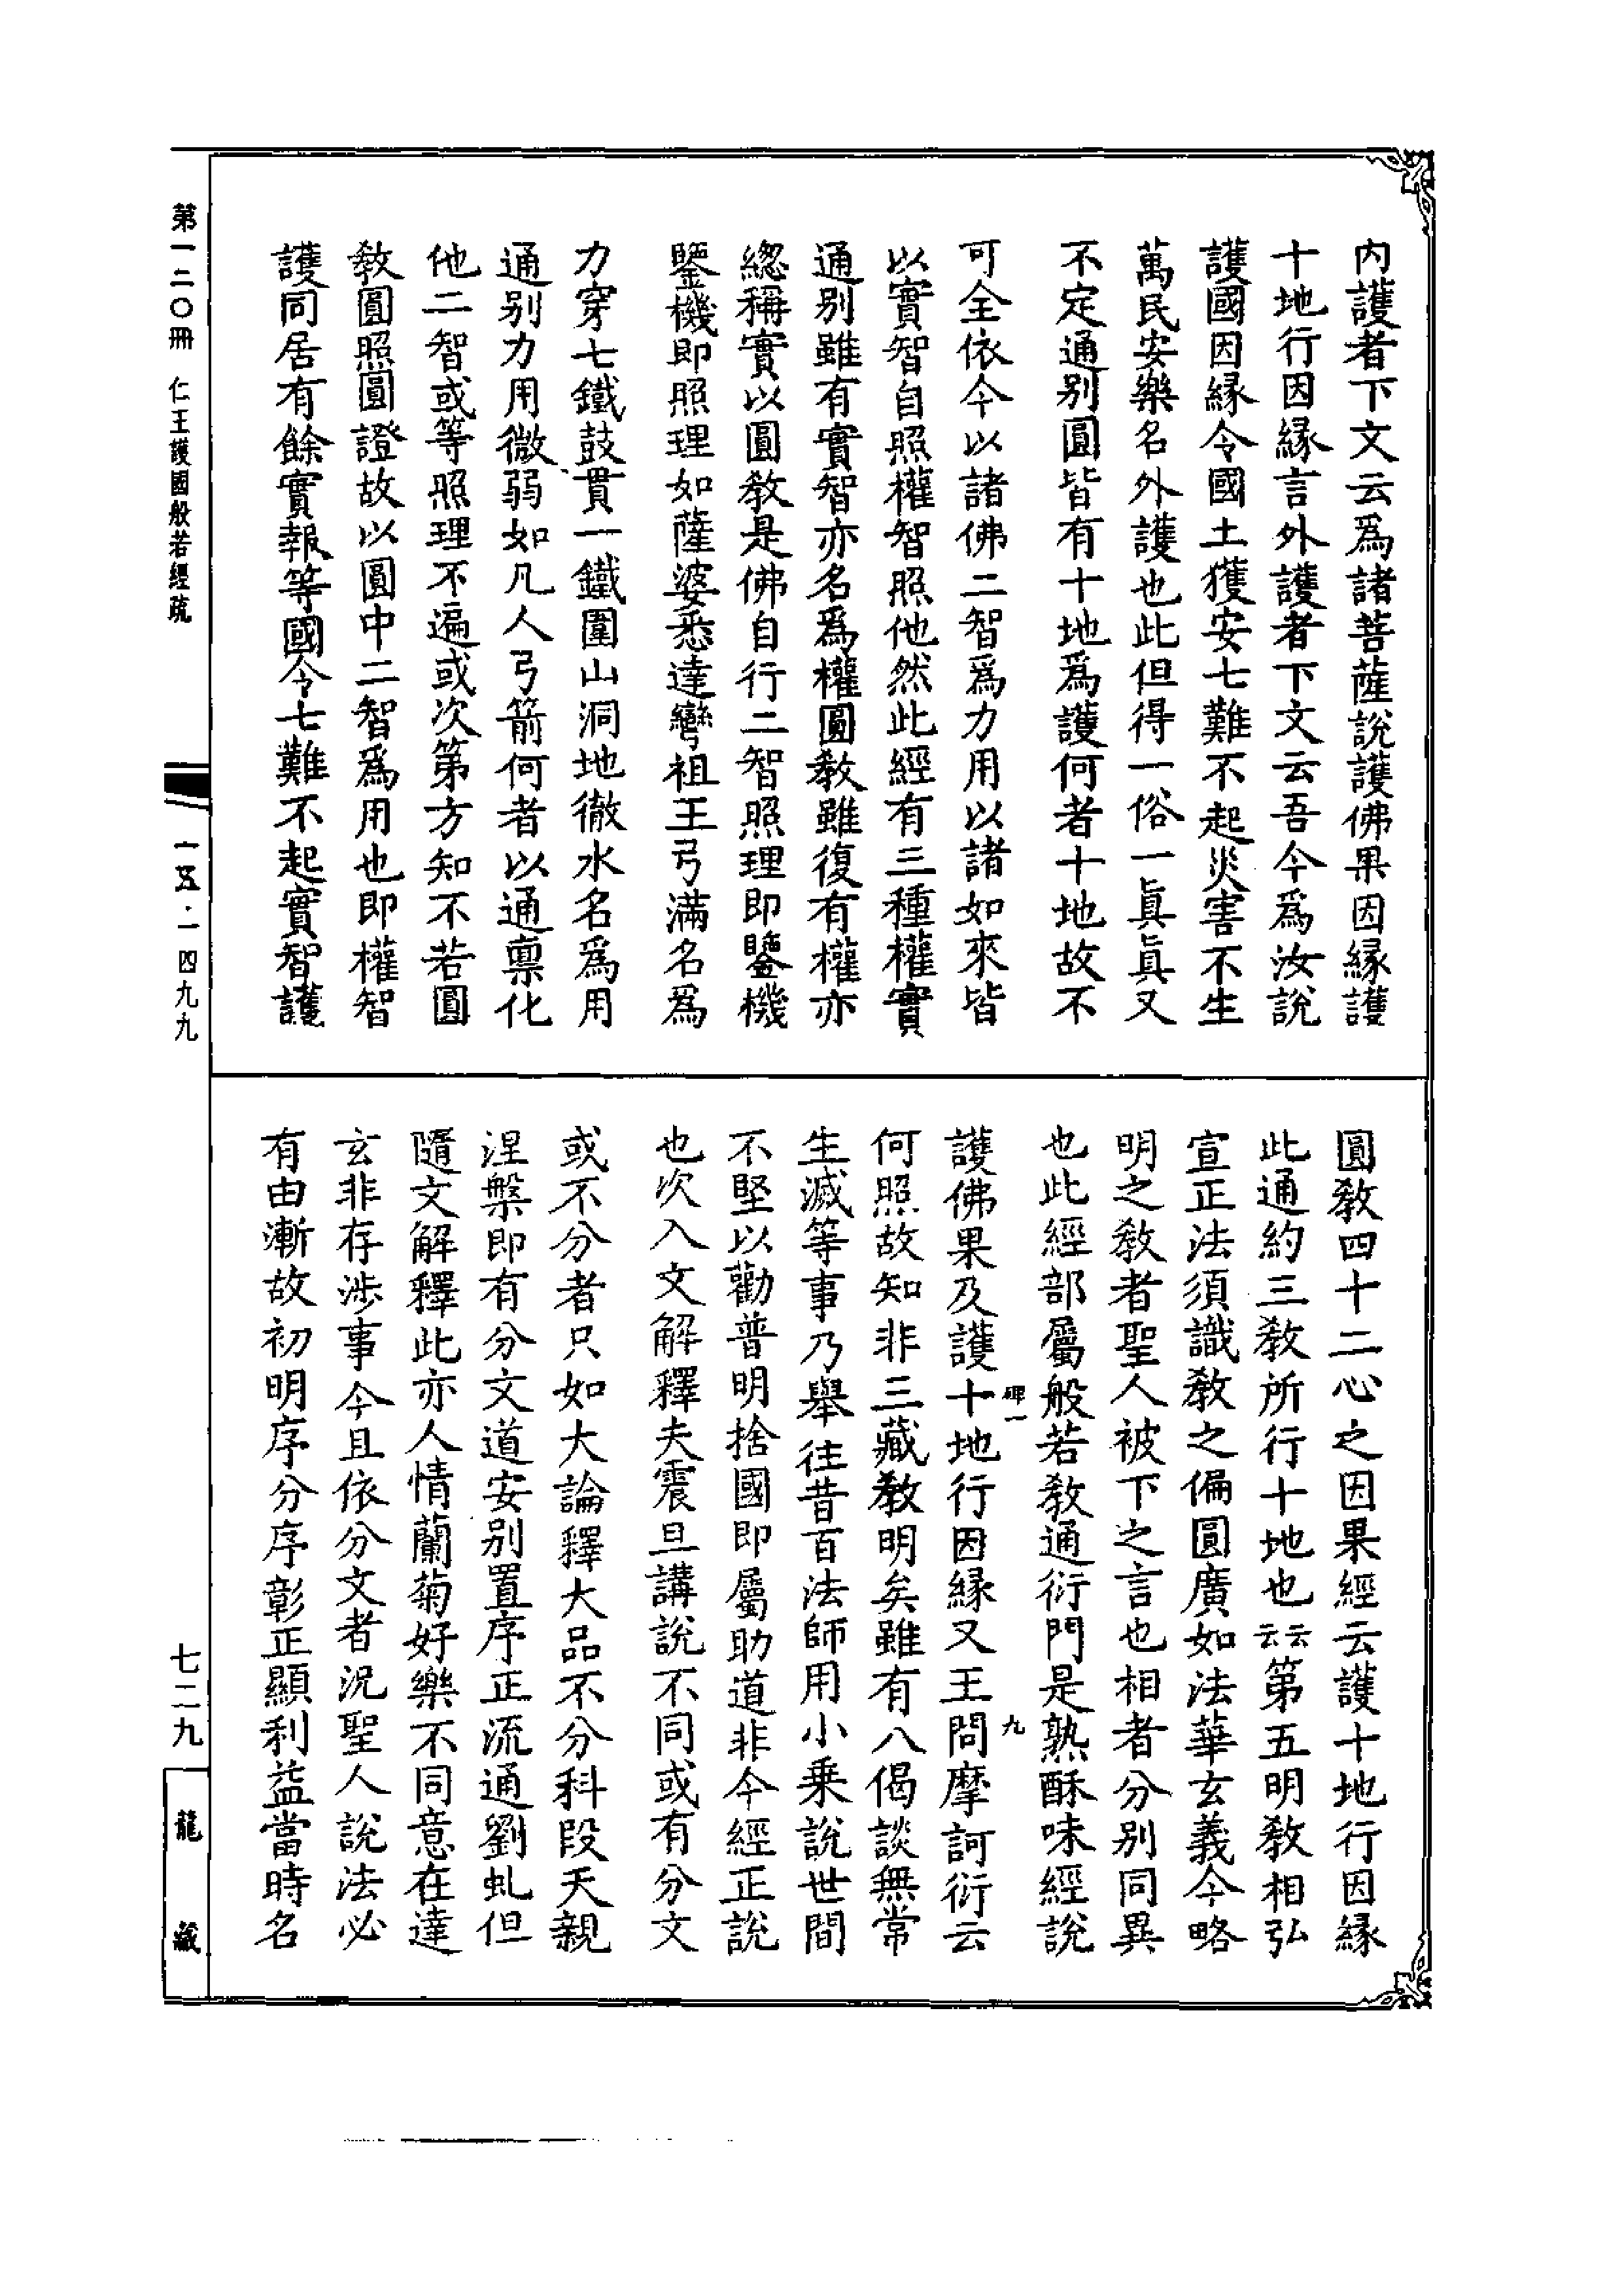 內護者下文云爲諸菩薩說護佛果因緣護
十地行因緣言外護者下文云吾今爲汝說
護國因緣令國土獲安七難不起災害不生
萬民安樂名外護也此但得一俗一眞眞又
不定通别圓皆有十地爲護何者十地故不
可全依今以諸佛二智爲力用以諸如來皆
以實智自照權智照他然此經有三種權實
通别雖有實智亦名爲權圓教雖復有權亦
緫稱實以圓教是佛自行二智照理即鑒機
鑒機即照理如薩婆悉達彎祖王弓滿名爲
力穿七鐵鼓貫一鐵圍山洞地徹水名爲用
通别力用微弱如凡人弓箭何者以通稟化
他二智或等照理不遍或次第方知不若圓
教圓照圓證故以圓中二智爲用也即權智
護同居有餘實報等國令七難不起實智護
圓教四十二心之因果經云護十地行因緣
此通約三教所行十地也云云第五明教相弘
宣正法須識教之偏圓廣如法華玄義今略
明之教者聖人被下之言也相者分别同異
也此經部屬般若教通衍門是熟酥味經說
碑一 九
護佛果及護十地行因緣又王問摩訶衍云
何照故知非三藏教明矣雖有八偈談無常
生滅等事乃舉往昔百法師用小乗說世間
不堅以勸普明捨國即屬助道非今經正說
也次入文解釋夫震旦講說不同或有分文
或不分者只如大論釋大品不分科段天親
涅槃即有分文道安别置序正流通劉虬但
隨文解釋此亦人情蘭菊好樂不同意在達
玄非存涉事今且依分文者況聖人說法必
有由漸故初明序分序彰正顯利益當時名
第一二〇冊 仁王護國般若經疏
一五·一四九九
七二九
龍藏